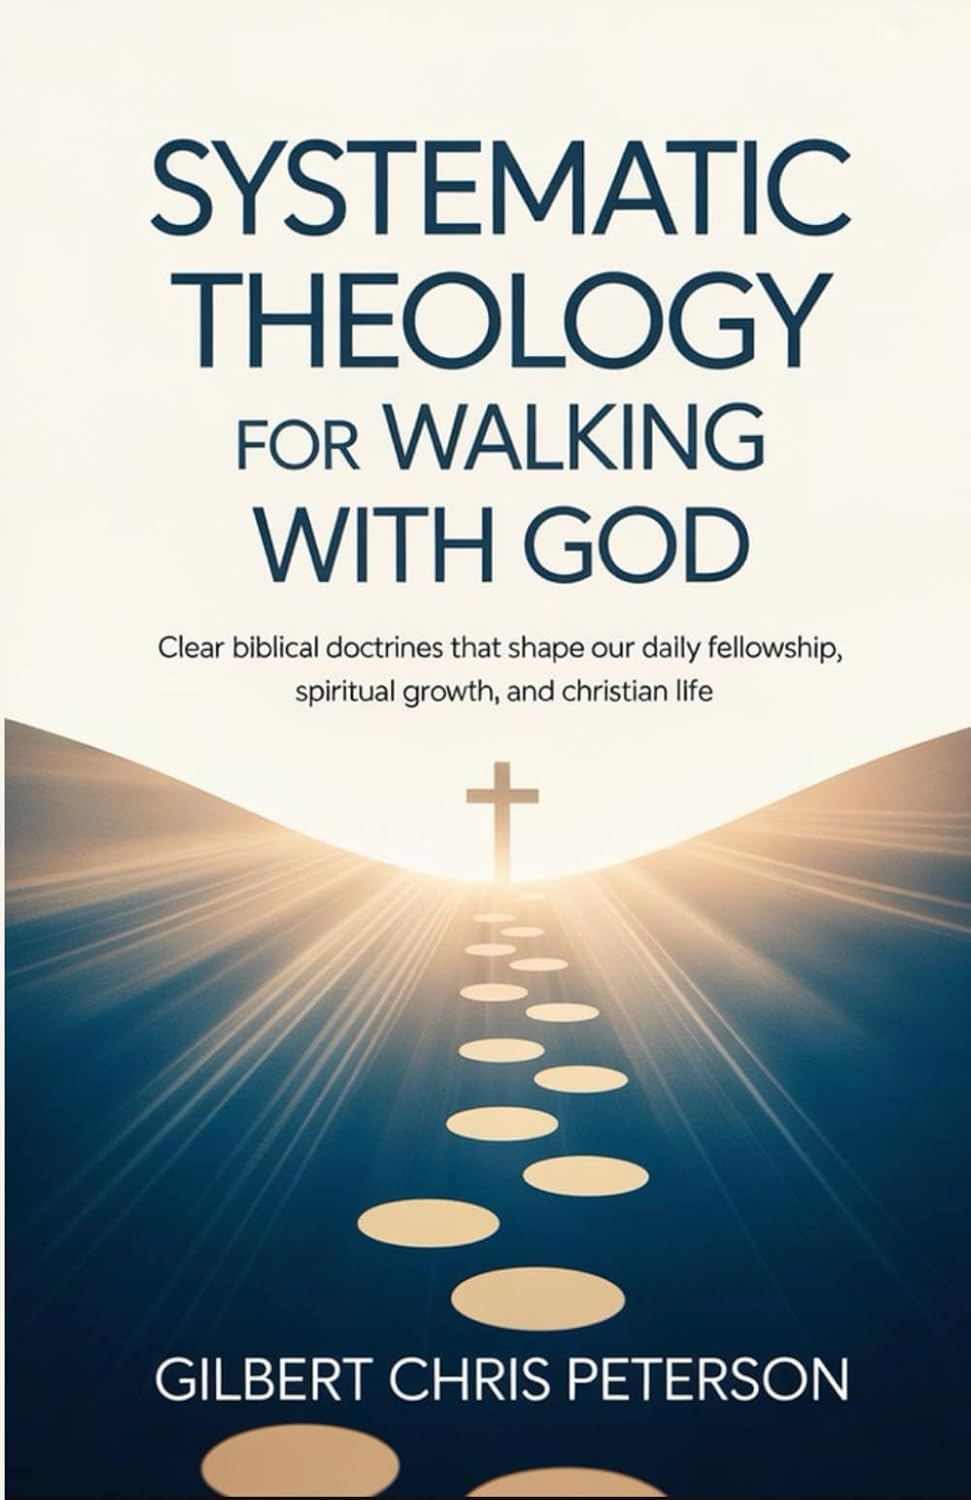 SYSTEMATIC
THEOLOGY
FOR WALKING
WITH GOD
Clear biblical doctrines that shape our daily fellowship,
spiritual growth, and christian life
GILBERT CHRIS PETERSON